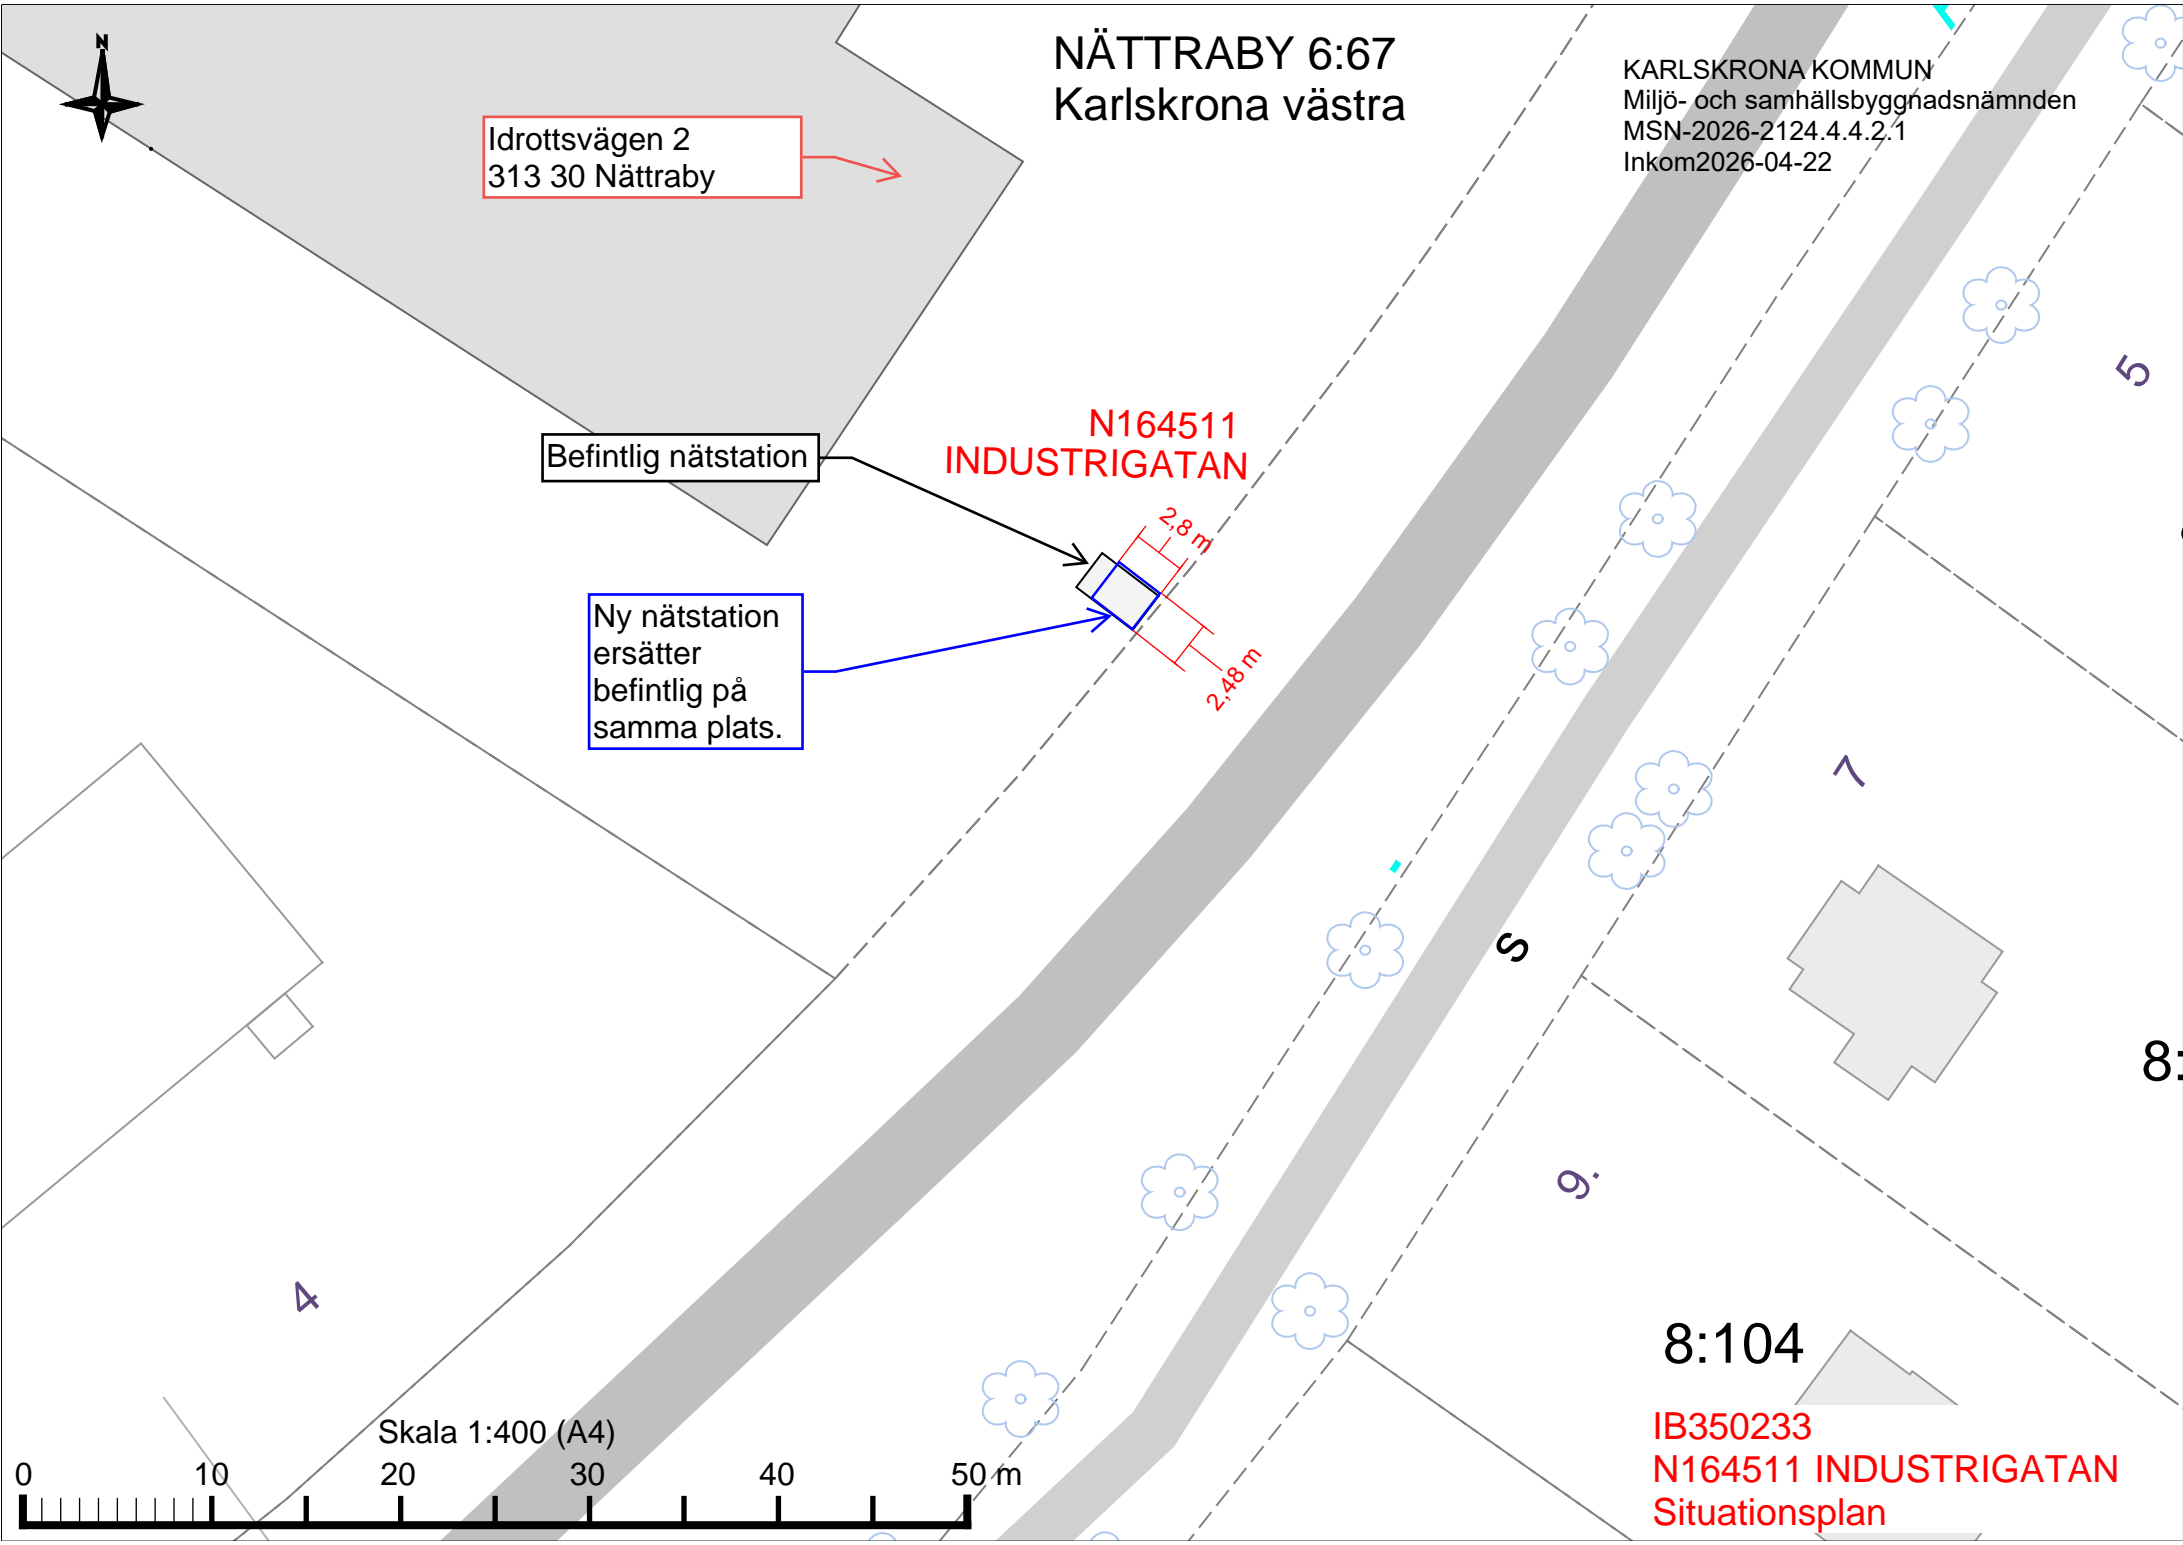 N
NÄTTRABY 6:67
Karlskrona västra
KARLSKRONA KOMMUN
Miljö- och samhällsbyggnadsnämnden
MSN-2026-2124.4.4.2.1
Inkom2026-04-22
Idrottsvägen 2
313 30 Nättraby
5
N164511
INDUSTRIGATAN
Befintlig nätstation
2,8 m
Ny nätstation
ersätter
befintlig på
samma plats.
2,48 m
7
S
8:
9.
4
8:104
Skala 1:400 (A4)
0 10 20 30 40 50 m
IB350233
N164511 INDUSTRIGATAN
Situationsplan